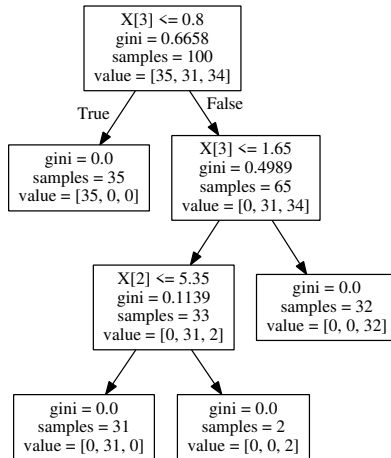 X[3] <= 0.8
gini = 0.6658
samples = 100
value = [35, 31, 34]
True
False
gini = 0.0
samples = 35
value = [35, 0, 0]
X[3] <= 1.65
gini = 0.4989
samples = 65
value = [0, 31, 34]
X[2] <= 5.35
gini = 0.1139
samples = 33
value = [0, 31, 2]
gini = 0.0
samples = 32
value = [0, 0, 32]
gini = 0.0
samples = 31
value = [0, 31, 0]
gini = 0.0
samples = 2
value = [0, 0, 2]